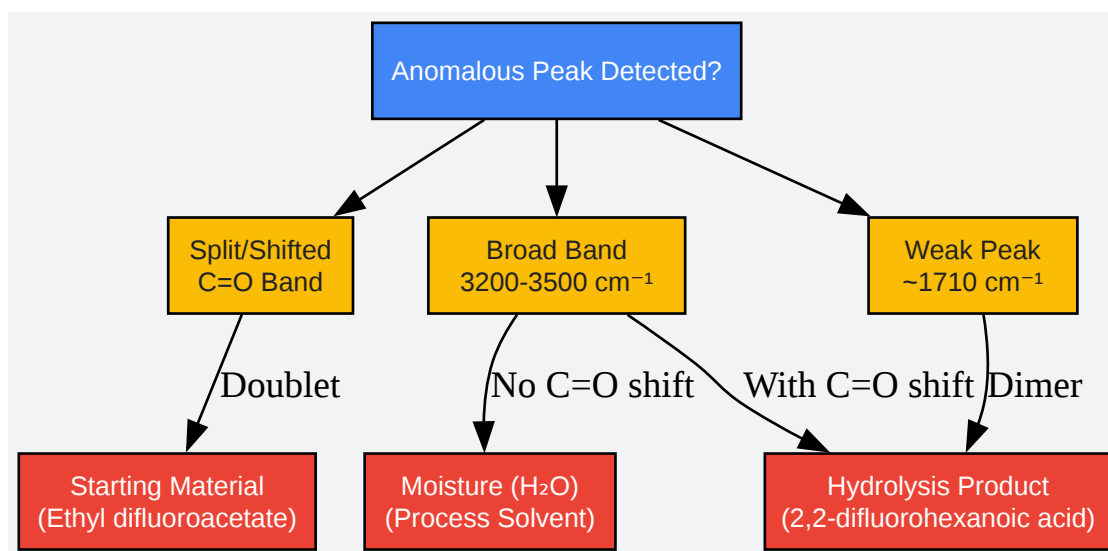 Anomalous Peak Detected?
Split/Shifted
C=O Band
Broad Band
3200-3500 cm⁻¹
Weak Peak
~1710 cm⁻¹
Doublet
No C=O shift
With C=O shift
Dimer
Starting Material
(Ethyl difluoroacetate)
Moisture (H₂O)
(Process Solvent)
Hydrolysis Product
(2,2-difluorohexanoic acid)